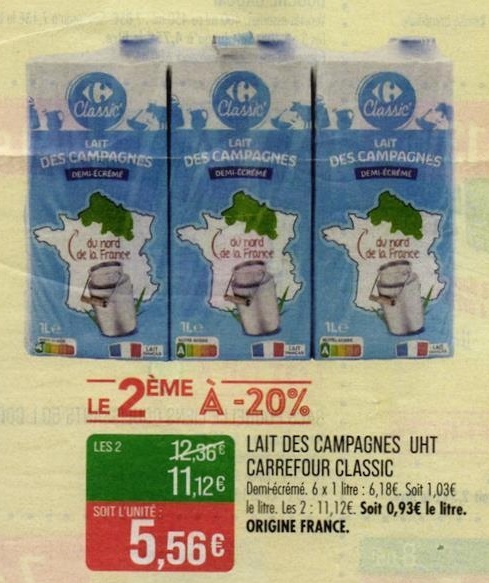 Classic'
LAIT
DES CAMPAGNES
DEMI-ÉCRÉMÉ
du nord
de la France
1Le
Classic'
LAIT
DES CAMPAGNES
DEMI-ÉCRÉMÉ
du nord
de la France
1Le
Classic'
LAIT
DES CAMPAGNES
DEMI-ÉCRÉMÉ
du nord
de la France
1Le
LE 2ÈME À -20%
LES 2
12,36€
11,12€
SOIT L'UNITÉ :
5,56€
LAIT DES CAMPAGNES UHT
CARREFOUR CLASSIC
Demi-écrémé. 6 x 1 litre : 6,18€. Soit 1,03€
le litre. Les 2 : 11,12€. Soit 0,93€ le litre.
ORIGINE FRANCE.